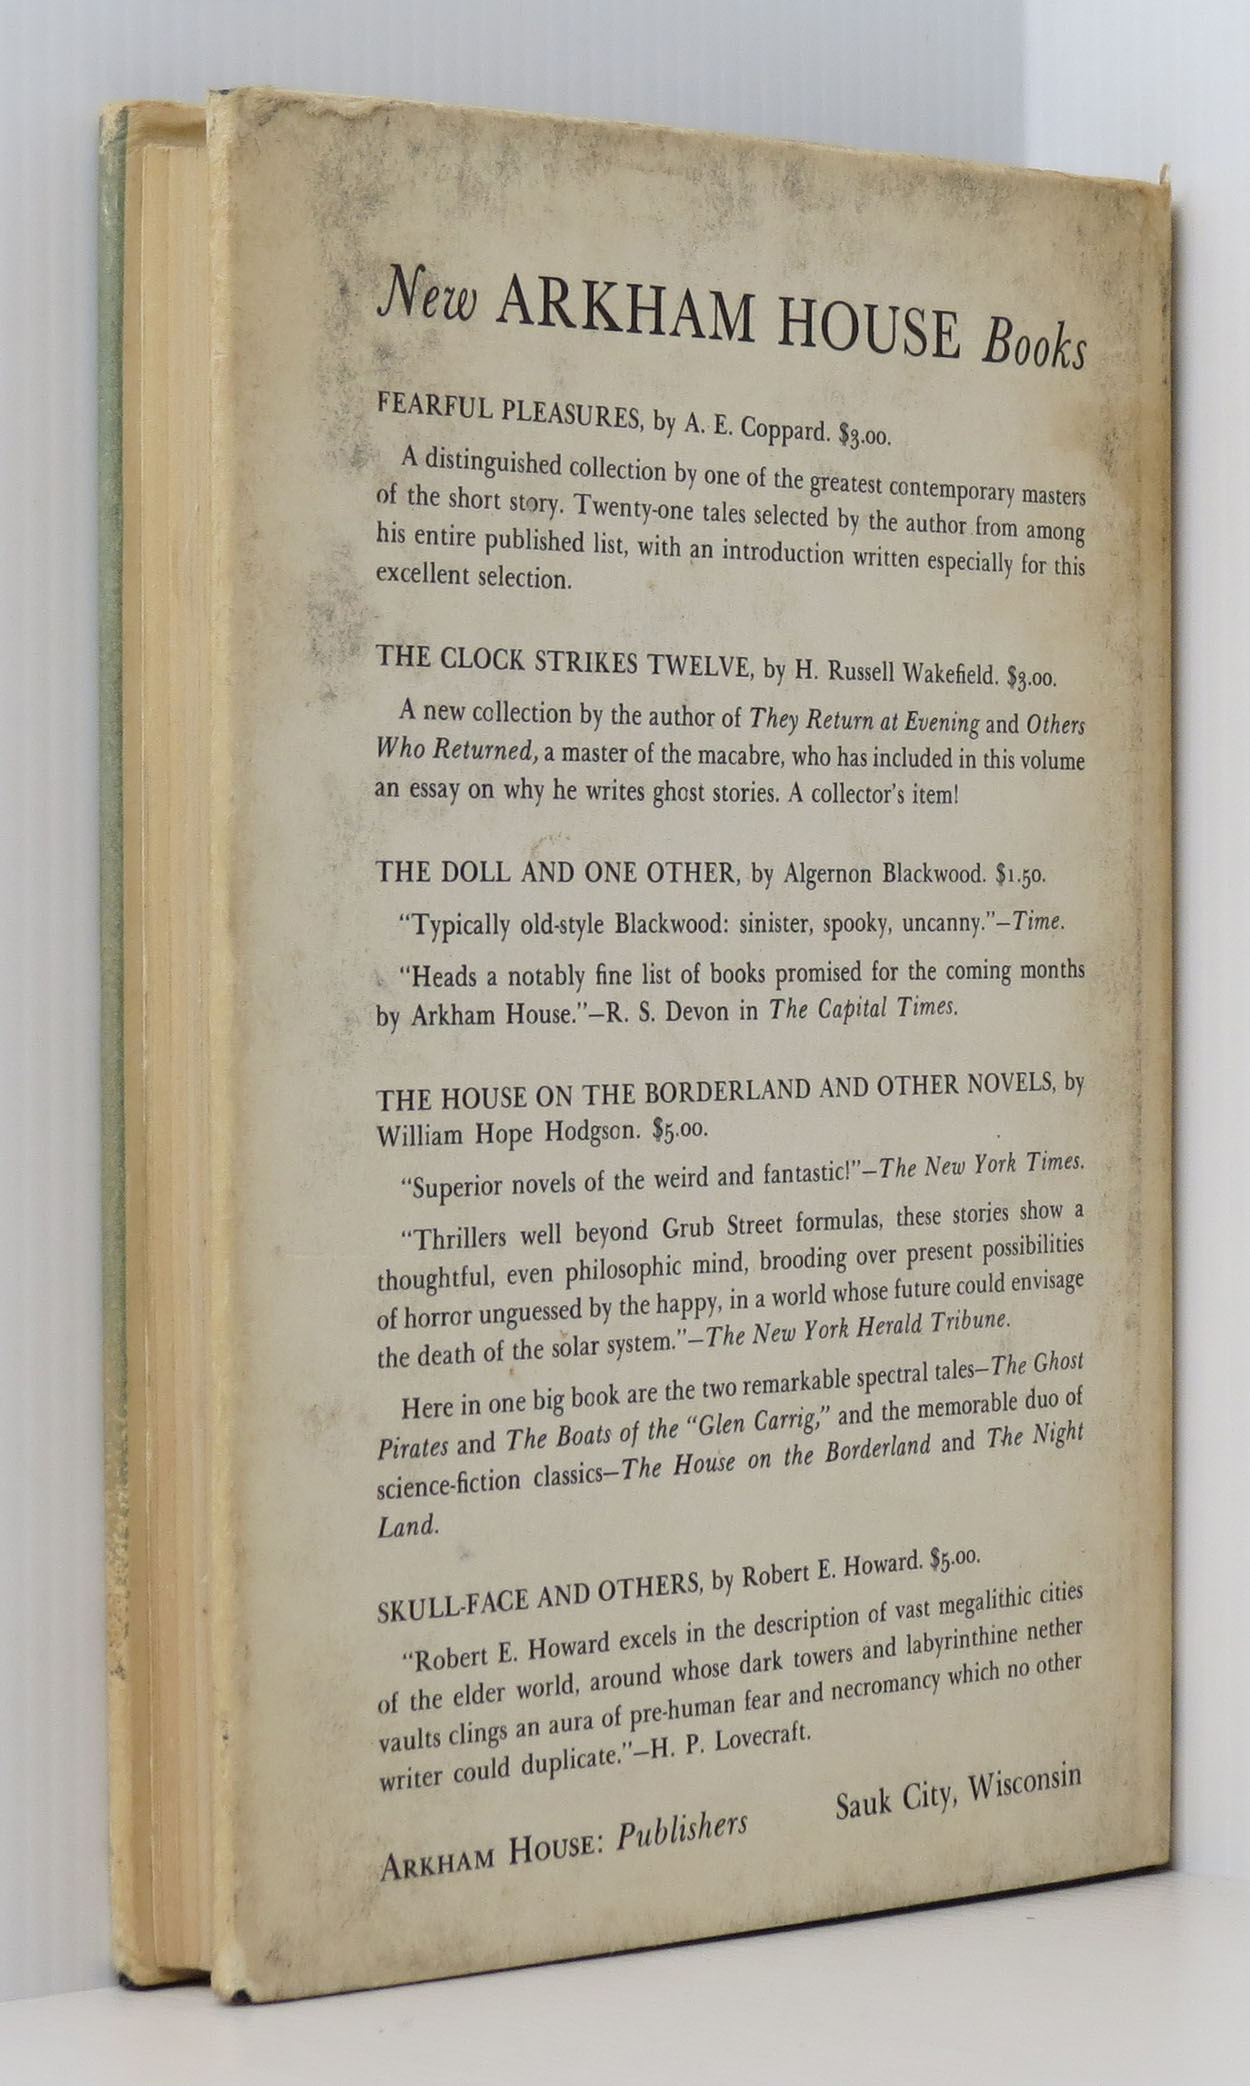 New ARKHAM HOUSE Books
FEARFUL PLEASURES, by A. E. Coppard. $3.00.
A distinguished collection by one of the greatest contemporary masters
of the short story. Twenty-one tales selected by the author from among
his entire published list, with an introduction written especially for this
excellent selection.
THE CLOCK STRIKES TWELVE, by H. Russell Wakefield. $3.00.
A new collection by the author of They Return at Evening and Others
Who Returned, a master of the macabre, who has included in this volume
an essay on why he writes ghost stories. A collector's item!
THE DOLL AND ONE OTHER, by Algernon Blackwood. $1.50.
“Typically old-style Blackwood: sinister, spooky, uncanny.”—Time.
“Heads a notably fine list of books promised for the coming months
by Arkham House.”—R. S. Devon in The Capital Times.
THE HOUSE ON THE BORDERLAND AND OTHER NOVELS, by
William Hope Hodgson. $5.00.
“Superior novels of the weird and fantastic!”—The New York Times.
“Thrillers well beyond Grub Street formulas, these stories show a
thoughtful, even philosophic mind, brooding over present possibilities
of horror unguessed by the happy, in a world whose future could envisage
the death of the solar system.”—The New York Herald Tribune.
Here in one big book are the two remarkable spectral tales—The Ghost
Pirates and The Boats of the “Glen Carrig,” and the memorable duo of
science-fiction classics—The House on the Borderland and The Night
Land.
SKULL-FACE AND OTHERS, by Robert E. Howard. $5.00.
“Robert E. Howard excels in the description of vast megalithic cities
of the elder world, around whose dark towers and labyrinthine nether
vaults clings an aura of pre-human fear and necromancy which no other
writer could duplicate.”—H. P. Lovecraft.
ARKHAM HOUSE: Publishers Sauk City, Wisconsin